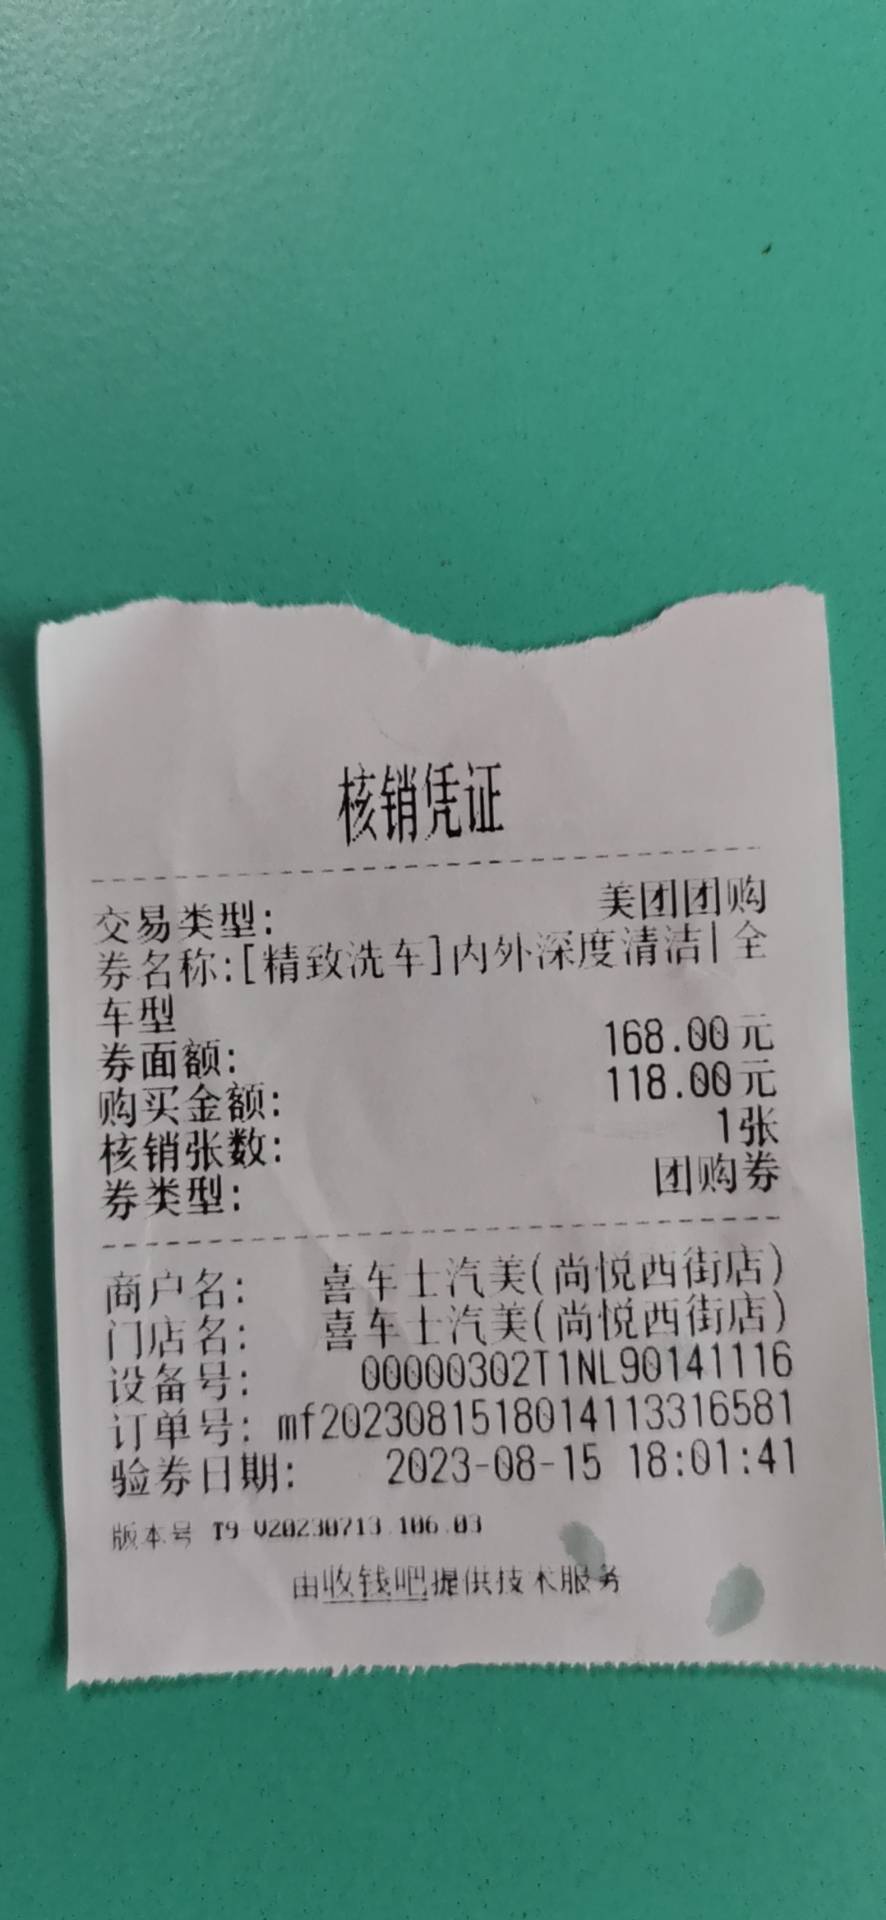 核销凭证
交易类型: 美团团购
券名称:[精致洗车]内外深度清洁|全
车型
券面额: 168.00元
购买金额: 118.00元
核销张数: 1张
券类型: 团购券
商户名: 喜车士汽美(尚悦西街店)
门店名: 喜车士汽美(尚悦西街店)
设备号: 00000302T1NL90141116
订单号: mf2023081518014113316581
验券日期: 2023-08-15 18:01:41
版本号 T9-V20230713.106.03
由收钱吧提供技术服务